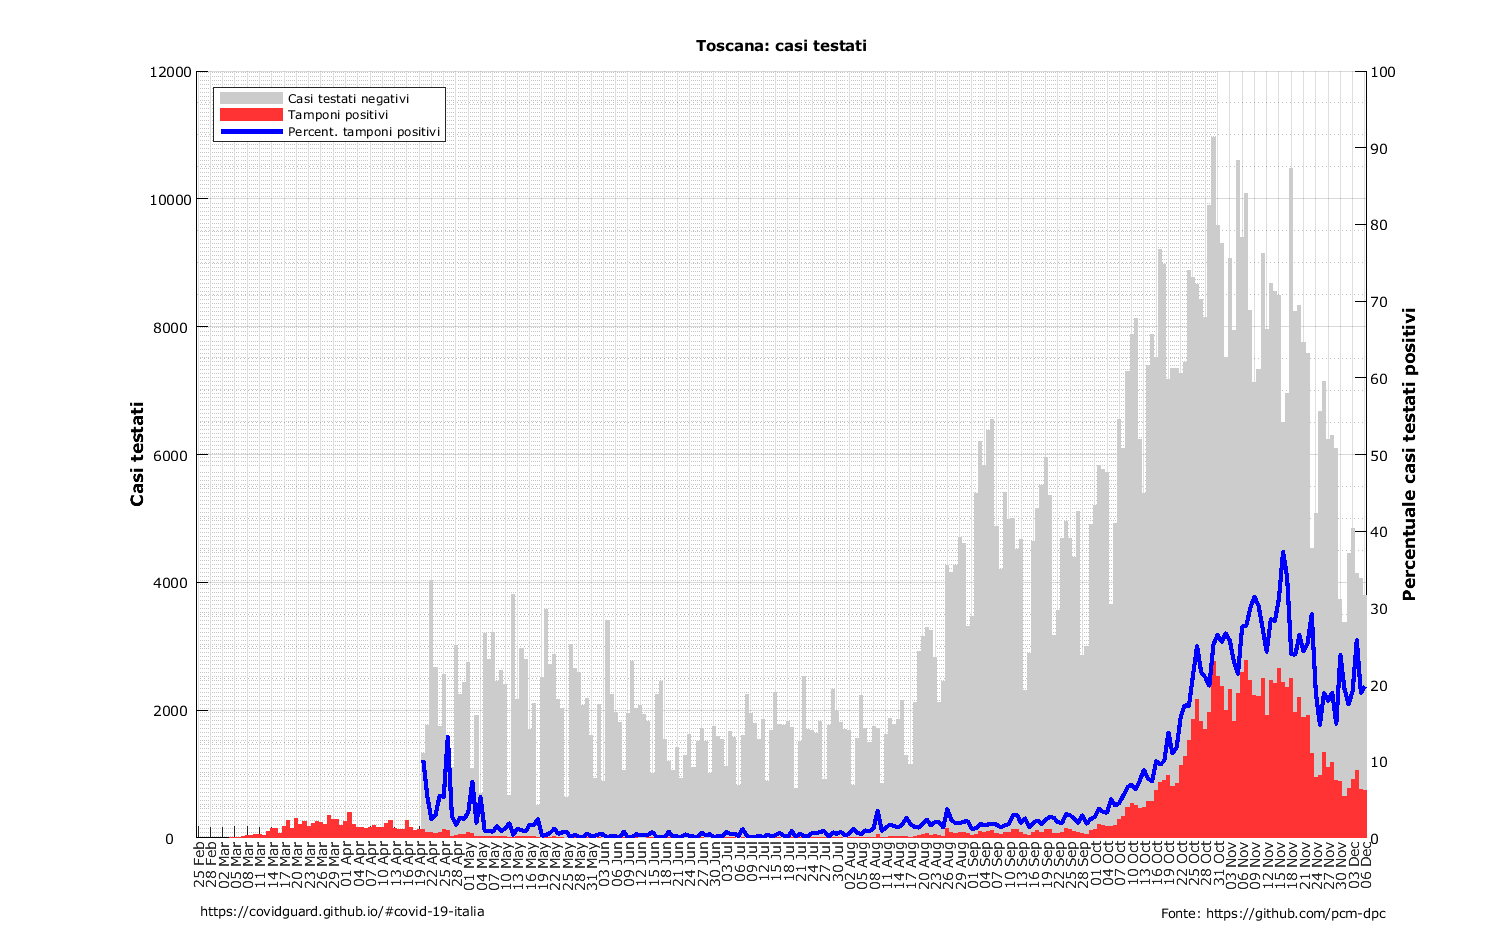 Toscana: casi testati
12000
10000
8000
6000
4000
2000
0
100
90
80
70
60
50
40
30
20
10
0
Casi testati negativi
Tamponi positivi
Percent. tamponi positivi
Casi testati
Percentuale casi testati positivi
25 Feb
28 Feb
02 Mar
05 Mar
08 Mar
11 Mar
14 Mar
17 Mar
20 Mar
23 Mar
26 Mar
29 Mar
01 Apr
04 Apr
07 Apr
10 Apr
13 Apr
16 Apr
19 Apr
22 Apr
25 Apr
28 Apr
01 May
04 May
07 May
10 May
13 May
16 May
19 May
22 May
25 May
28 May
31 May
03 Jun
06 Jun
09 Jun
12 Jun
15 Jun
18 Jun
21 Jun
24 Jun
27 Jun
30 Jun
03 Jul
06 Jul
09 Jul
12 Jul
15 Jul
18 Jul
21 Jul
24 Jul
27 Jul
30 Jul
02 Aug
05 Aug
08 Aug
11 Aug
14 Aug
17 Aug
20 Aug
23 Aug
26 Aug
29 Aug
01 Sep
04 Sep
07 Sep
10 Sep
13 Sep
16 Sep
19 Sep
22 Sep
25 Sep
28 Sep
01 Oct
04 Oct
07 Oct
10 Oct
13 Oct
16 Oct
19 Oct
22 Oct
25 Oct
28 Oct
31 Oct
03 Nov
06 Nov
09 Nov
12 Nov
15 Nov
18 Nov
21 Nov
24 Nov
27 Nov
30 Nov
03 Dec
06 Dec
https://covidguard.github.io/#covid-19-italia
Fonte: https://github.com/pcm-dpc